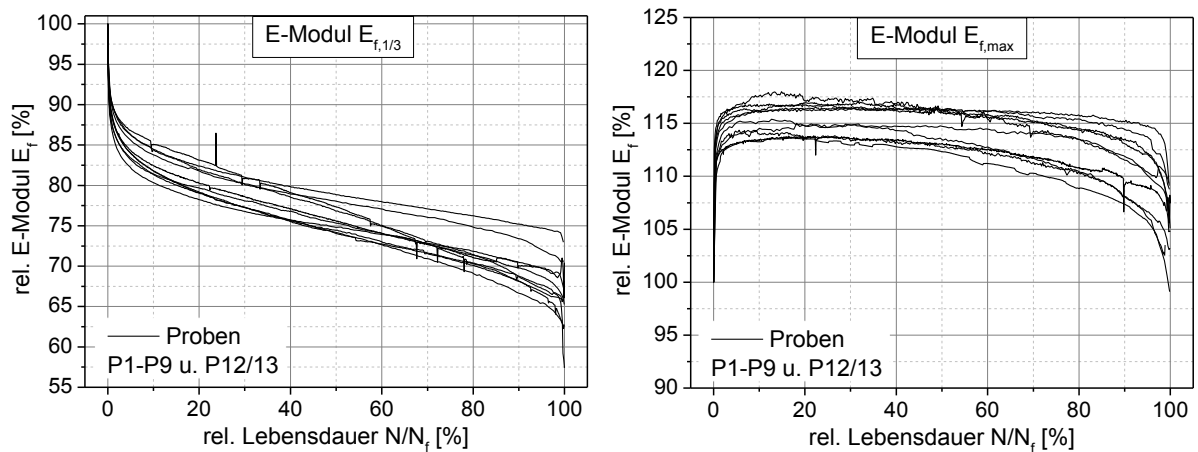 E-Modul E_f,1/3
rel. E-Modul E_f [%]
100
95
90
85
80
75
70
65
60
55
Proben
P1-P9 u. P12/13
0 20 40 60 80 100
rel. Lebensdauer N/N_f [%]
E-Modul E_f,max
rel. E-Modul E_f [%]
125
120
115
110
105
100
95
90
Proben
P1-P9 u. P12/13
0 20 40 60 80 100
rel. Lebensdauer N/N_f [%]